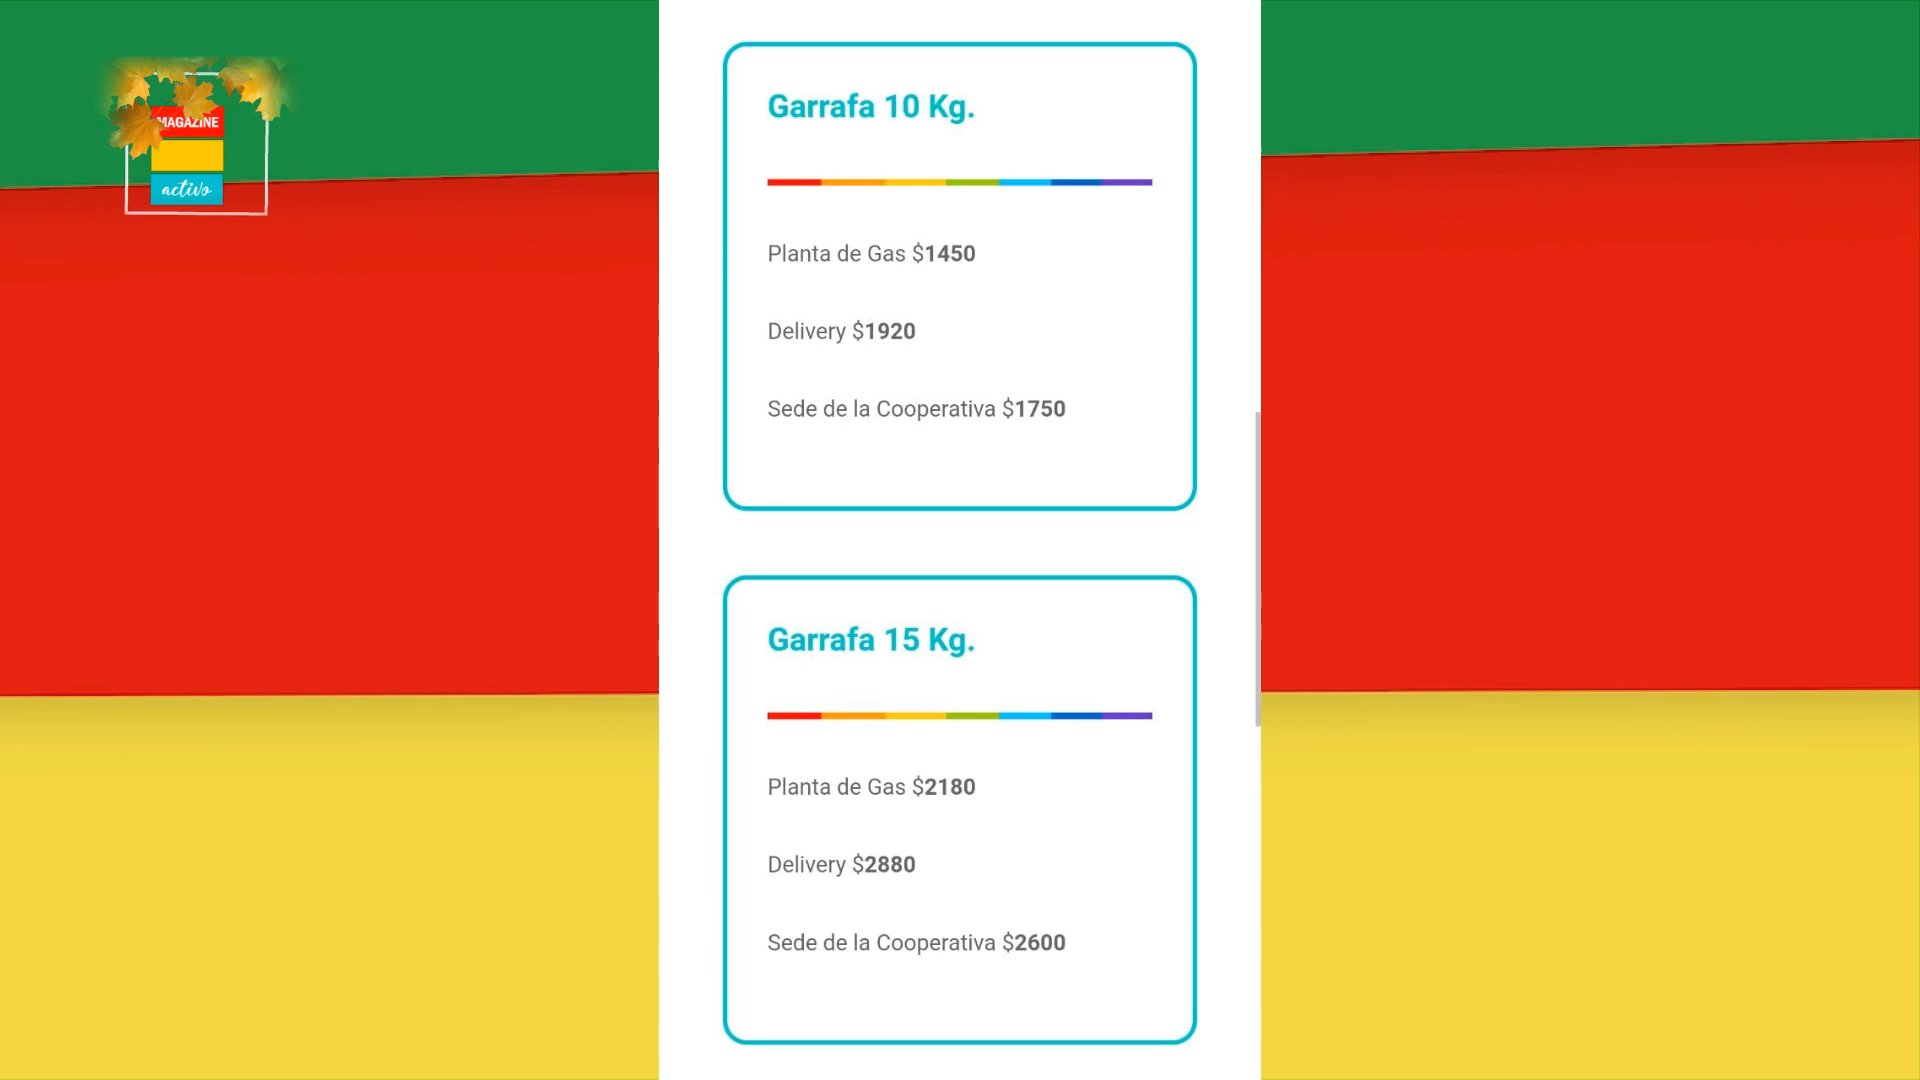 MAGAZINE
activo
Garrafa 10 Kg.
Planta de Gas $1450
Delivery $1920
Sede de la Cooperativa $1750
Garrafa 15 Kg.
Planta de Gas $2180
Delivery $2880
Sede de la Cooperativa $2600